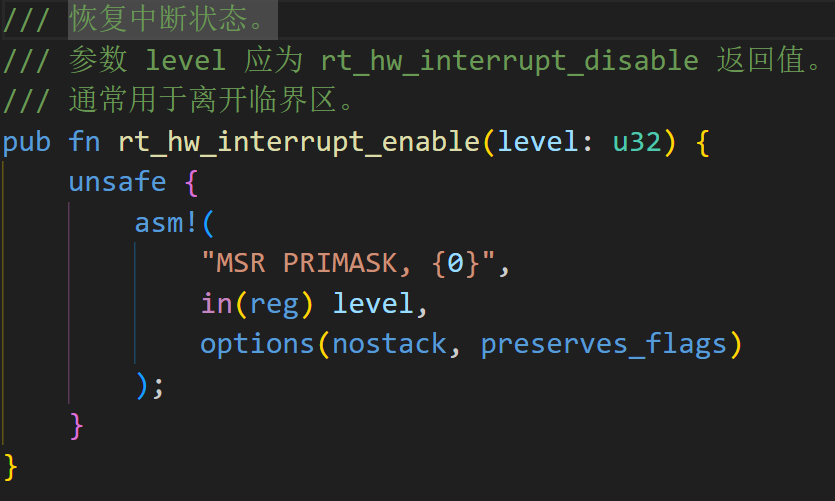 /// 恢复中断状态。
/// 参数 level 应为 rt_hw_interrupt_disable 返回值。
/// 通常用于离开临界区。
pub fn rt_hw_interrupt_enable(level: u32) {
    unsafe {
        asm!(
            "MSR PRIMASK, {0}",
            in(reg) level,
            options(nostack, preserves_flags)
        );
    }
}